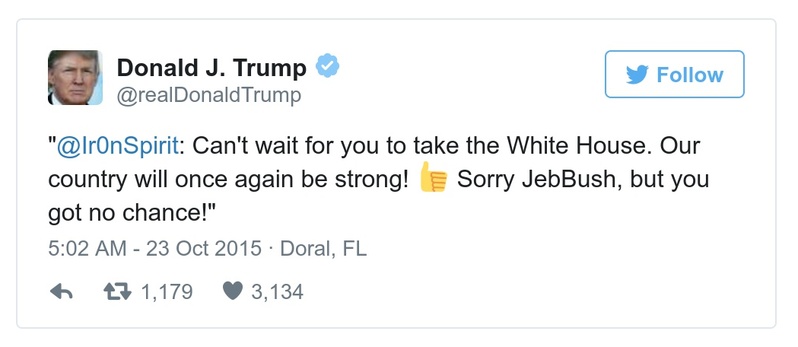 Donald J. Trump
@realDonaldTrump
Follow
"@Ir0nSpirit: Can't wait for you to take the White House. Our
country will once again be strong! 👍 Sorry JebBush, but you
got no chance!"
5:02 AM - 23 Oct 2015 · Doral, FL
1,179 3,134